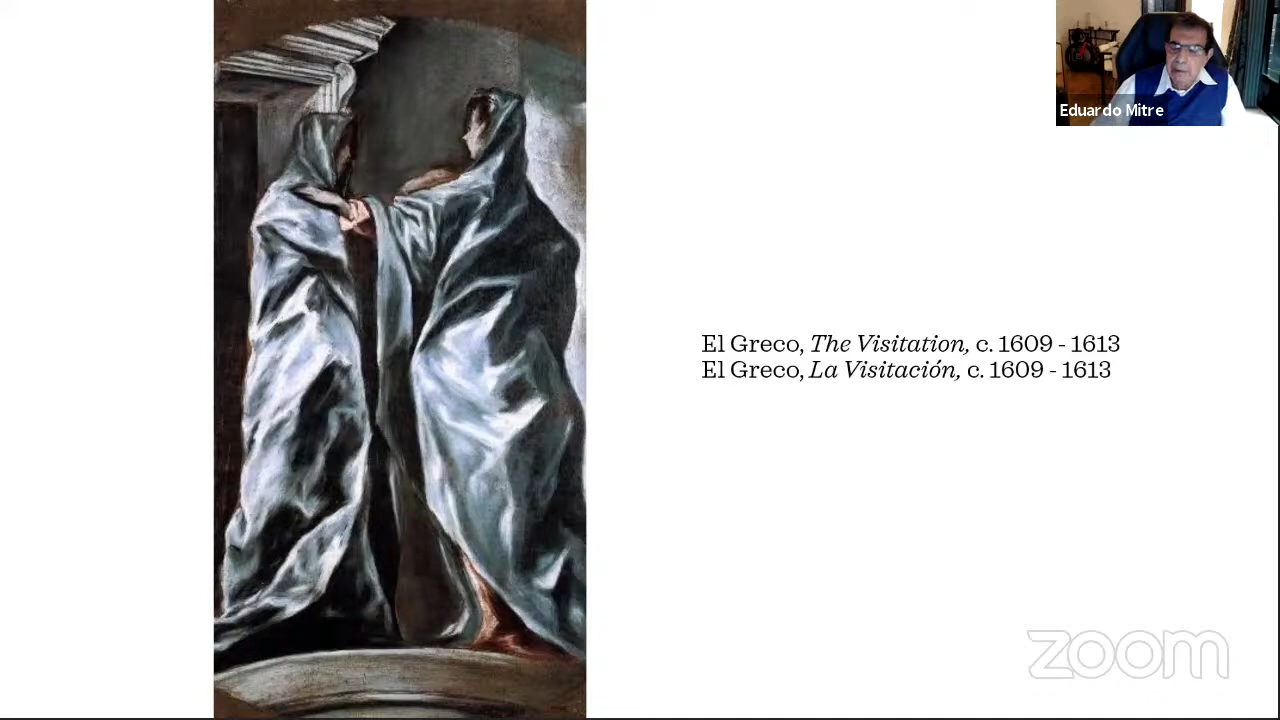 Eduardo Mitre
El Greco, The Visitation, c. 1609 - 1613
El Greco, La Visitación, c. 1609 - 1613
zoom